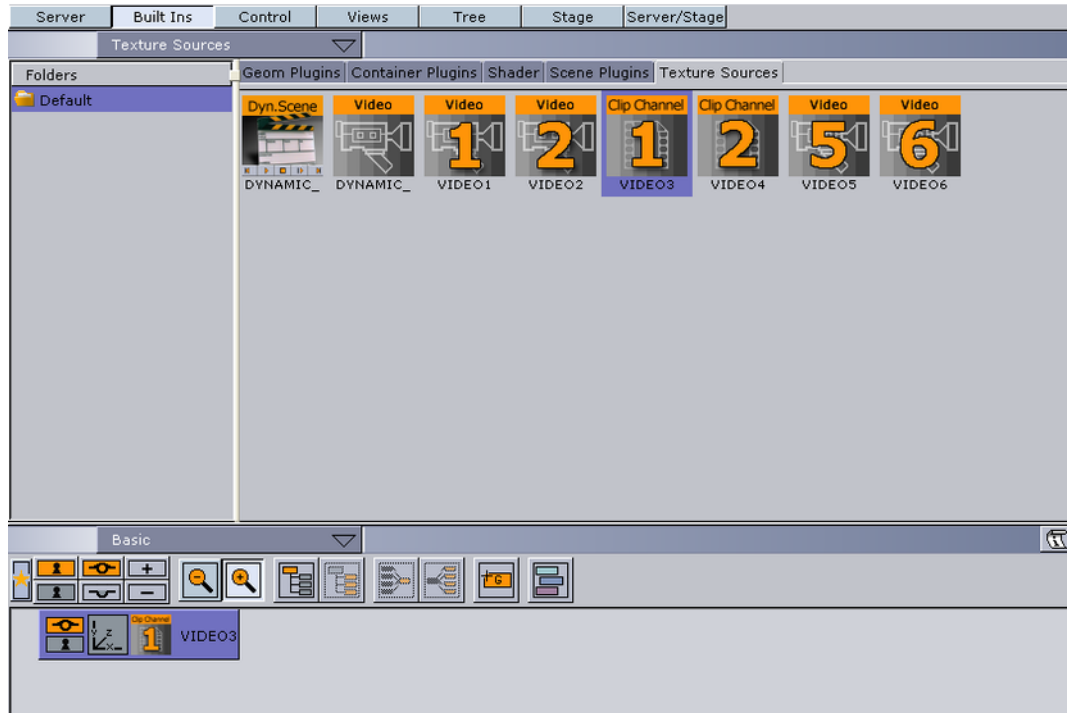 Server Built Ins Control Views Tree Stage Server/Stage
Texture Sources
Folders
Default
Geom Plugins Container Plugins Shader Scene Plugins Texture Sources
Dyn.Scene Video Video Video Clip Channel Clip Channel Video Video
1 2 1 2 5 6
DYNAMIC_ DYNAMIC_ VIDEO1 VIDEO2 VIDEO3 VIDEO4 VIDEO5 VIDEO6
Basic
G
Clip Channel
y z x 1 VIDEO3